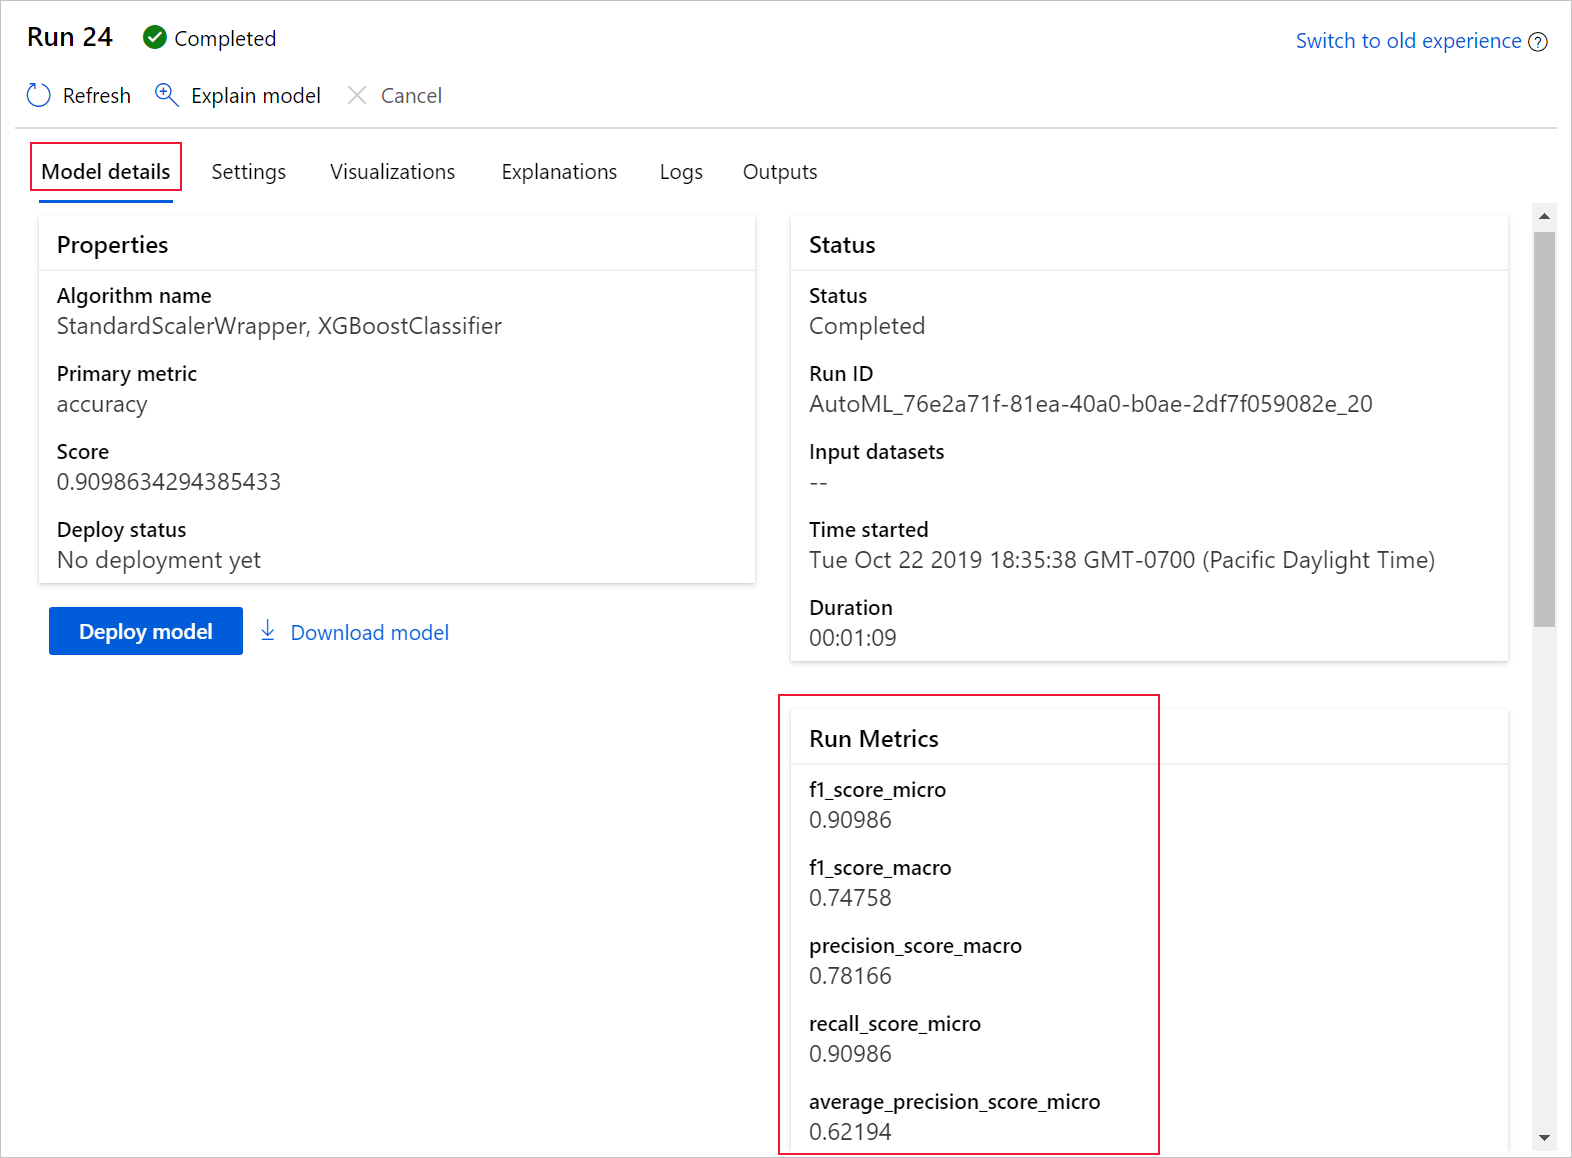 Run 24 Completed
Switch to old experience
Refresh Explain model Cancel
Model details Settings Visualizations Explanations Logs Outputs
Properties
Algorithm name
StandardScalerWrapper, XGBoostClassifier
Primary metric
accuracy
Score
0.9098634294385433
Deploy status
No deployment yet
Deploy model Download model
Status
Status
Completed
Run ID
AutoML_76e2a71f-81ea-40a0-b0ae-2df7f059082e_20
Input datasets
--
Time started
Tue Oct 22 2019 18:35:38 GMT-0700 (Pacific Daylight Time)
Duration
00:01:09
Run Metrics
f1_score_micro
0.90986
f1_score_macro
0.74758
precision_score_macro
0.78166
recall_score_micro
0.90986
average_precision_score_micro
0.62194